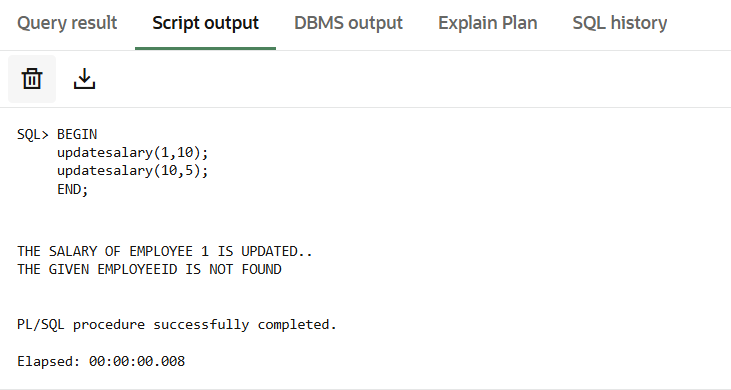 Query result Script output DBMS output Explain Plan SQL history
SQL> BEGIN
updatesalary(1,10);
updatesalary(10,5);
END;
THE SALARY OF EMPLOYEE 1 IS UPDATED..
THE GIVEN EMPLOYEEID IS NOT FOUND
PL/SQL procedure successfully completed.
Elapsed: 00:00:00.008